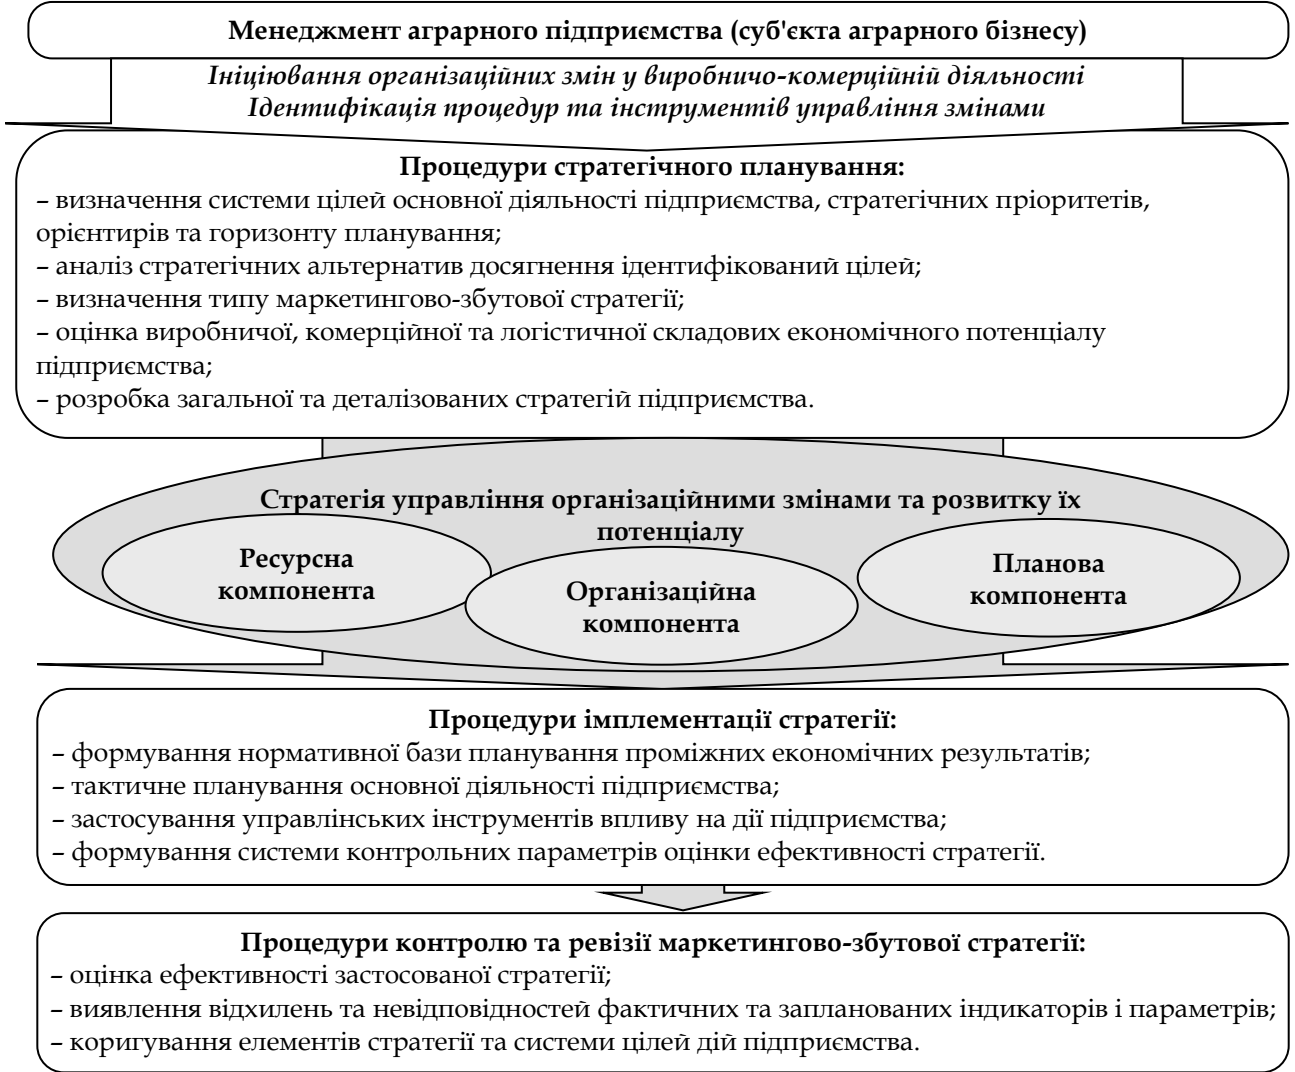 Менеджмент аграрного підприємства (суб'єкта аграрного бізнесу)
Ініціювання організаційних змін у виробничо-комерційній діяльності
Ідентифікація процедур та інструментів управління змінами
Процедури стратегічного планування:
– визначення системи цілей основної діяльності підприємства, стратегічних пріоритетів,
орієнтирів та горизонту планування;
– аналіз стратегічних альтернатив досягнення ідентифікований цілей;
– визначення типу маркетингово-збутової стратегії;
– оцінка виробничої, комерційної та логістичної складових економічного потенціалу
підприємства;
– розробка загальної та деталізованих стратегій підприємства.
Стратегія управління організаційними змінами та розвитку їх
потенціалу
Ресурсна
компонента
Організаційна
компонента
Планова
компонента
Процедури імплементації стратегії:
– формування нормативної бази планування проміжних економічних результатів;
– тактичне планування основної діяльності підприємства;
– застосування управлінських інструментів впливу на дії підприємства;
– формування системи контрольних параметрів оцінки ефективності стратегії.
Процедури контролю та ревізії маркетингово-збутової стратегії:
– оцінка ефективності застосованої стратегії;
– виявлення відхилень та невідповідностей фактичних та запланованих індикаторів і параметрів;
– коригування елементів стратегії та системи цілей дій підприємства.